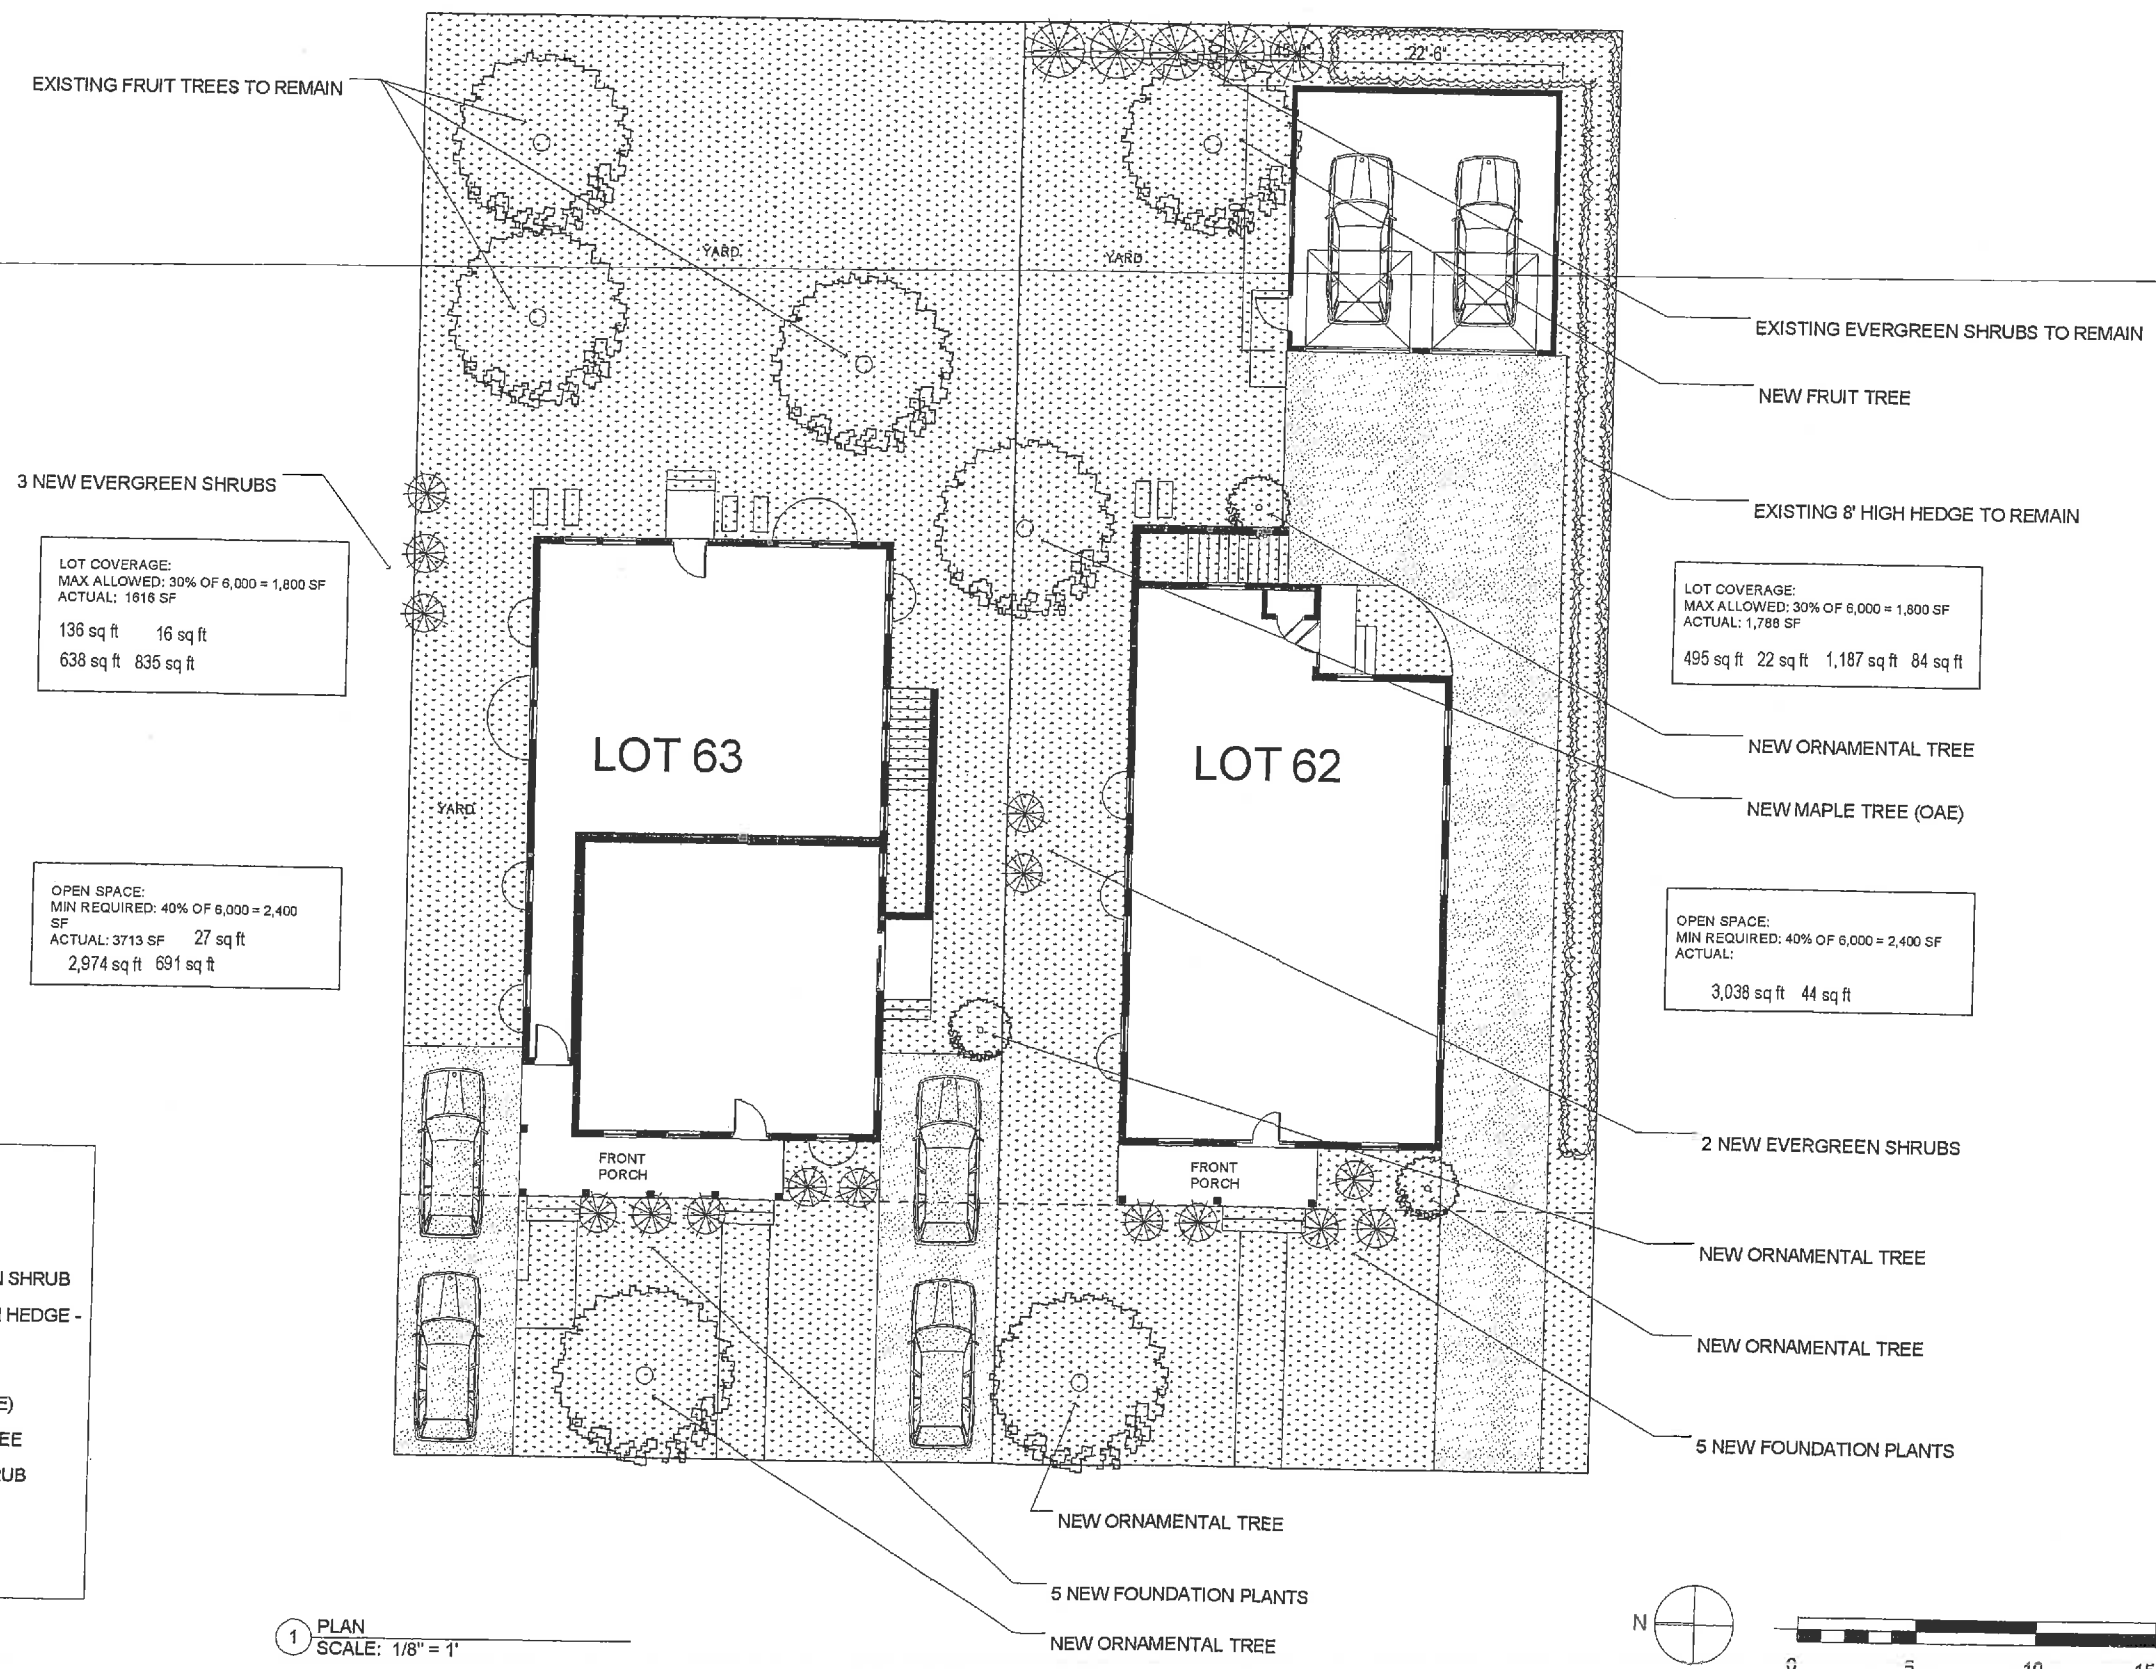 EXISTING FRUIT TREES TO REMAIN
22'-6"
YARD
YARD
EXISTING EVERGREEN SHRUBS TO REMAIN
NEW FRUIT TREE
3 NEW EVERGREEN SHRUBS
EXISTING 8' HIGH HEDGE TO REMAIN
LOT COVERAGE:
MAX ALLOWED: 30% OF 6,000 = 1,800 SF
ACTUAL: 1616 SF
136 sq ft 16 sq ft
638 sq ft 835 sq ft
LOT COVERAGE:
MAX ALLOWED: 30% OF 6,000 = 1,800 SF
ACTUAL: 1,788 SF
495 sq ft 22 sq ft 1,187 sq ft 84 sq ft
LOT 63
LOT 62
NEW ORNAMENTAL TREE
YARD
NEW MAPLE TREE (OAE)
OPEN SPACE:
MIN REQUIRED: 40% OF 6,000 = 2,400
SF
ACTUAL: 3713 SF 27 sq ft
2,974 sq ft 691 sq ft
OPEN SPACE:
MIN REQUIRED: 40% OF 6,000 = 2,400 SF
ACTUAL:
3,038 sq ft 44 sq ft
2 NEW EVERGREEN SHRUBS
FRONT
PORCH
FRONT
PORCH
NEW ORNAMENTAL TREE
SHRUB
HEDGE -
NEW ORNAMENTAL TREE
E)
EE
UB
5 NEW FOUNDATION PLANTS
NEW ORNAMENTAL TREE
5 NEW FOUNDATION PLANTS
NEW ORNAMENTAL TREE
1 PLAN
SCALE: 1/8" = 1'
N